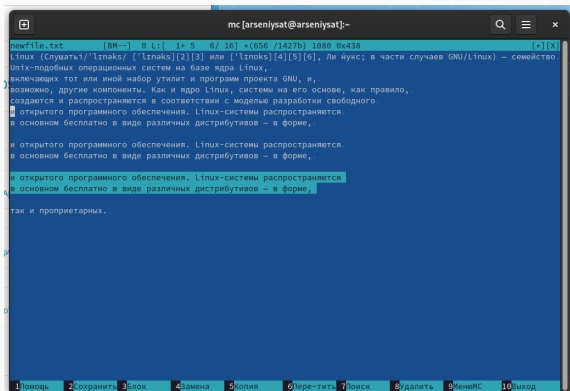 mc [arseniysat@arseniysat]:~
newfile.txt [BM--] 0 L:[ 1+ 5 6/ 16] *(656 /1427b) 1080 0x438 [*][X]
Linux (Слушатьi/ˈlɪnəks/ [ˈlɪnəks][2][3] или [ˈlɪnʊks][4][5][6], Ли́нукс; в части случаев GNU/Linux) — семейство
Unix-подобных операционных систем на базе ядра Linux,.
включающих тот или иной набор утилит и программ проекта GNU, и,.
возможно, другие компоненты. Как и ядро Linux, системы на его основе, как правило,.
создаются и распространяются в соответствии с моделью разработки свободного.
и открытого программного обеспечения. Linux-системы распространяются.
в основном бесплатно в виде различных дистрибутивов — в форме,.
и открытого программного обеспечения. Linux-системы распространяются.
в основном бесплатно в виде различных дистрибутивов — в форме,.
и открытого программного обеспечения. Linux-системы распространяются
в основном бесплатно в виде различных дистрибутивов — в форме,
так и проприетарных.
1Помощь 2Сохранить 3Блок 4Замена 5Копия 6Пере~тить 7Поиск 8Удалить 9МенюMC 10Выход